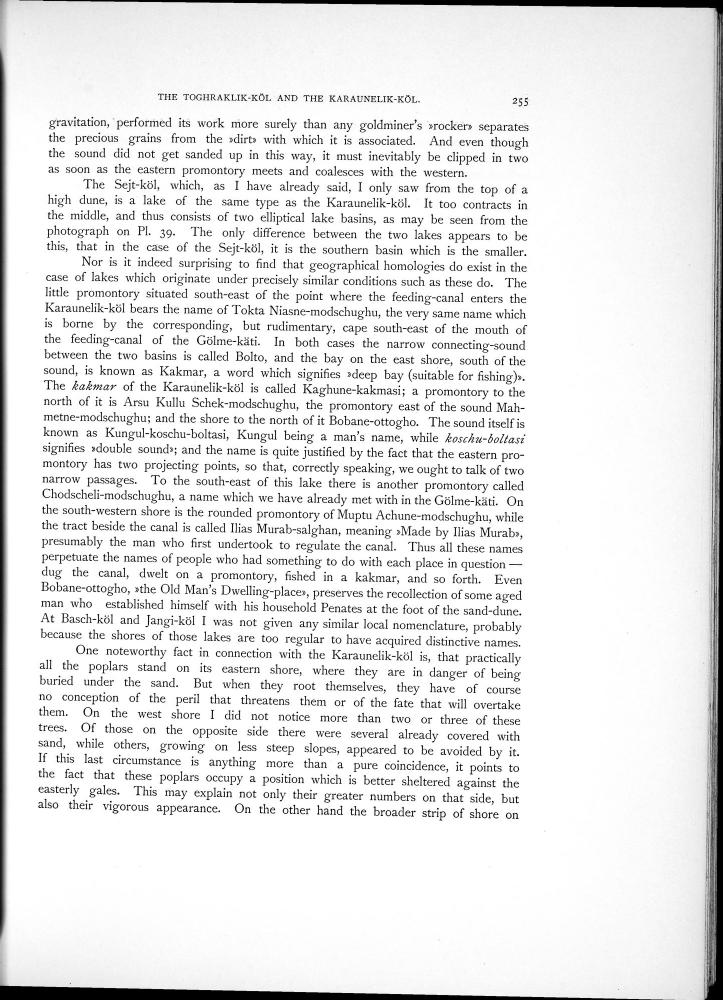 THE TOGHRAKLIK-KÖL AND THE KARAUNELIK-KÖL. 255
gravitation, performed its work more surely than any goldminer's »rocker» separates
the precious grains from the »dirt» with which it is associated. And even though
the sound did not get sanded up in this way, it must inevitably be clipped in two
as soon as the eastern promontory meets and coalesces with the western.
The Sejt-köl, which, as I have already said, I only saw from the top of a
high dune, is a lake of the same type as the Karaunelik-köl. It too contracts in
the middle, and thus consists of two elliptical lake basins, as may be seen from the
photograph on Pl. 39. The only difference between the two lakes appears to be
this, that in the case of the Sejt-köl, it is the southern basin which is the smaller.
Nor is it indeed surprising to find that geographical homologies do exist in the
case of lakes which originate under precisely similar conditions such as these do. The
little promontory situated south-east of the point where the feeding-canal enters the
Karaunelik-köl bears the name of Tokta Niasne-modschughu, the very same name which
is borne by the corresponding, but rudimentary, cape south-east of the mouth of
the feeding-canal of the Gölme-käti. In both cases the narrow connecting-sound
between the two basins is called Bolto, and the bay on the east shore, south of the
sound, is known as Kakmar, a word which signifies »deep bay (suitable for fishing)».
The kakmar of the Karaunelik-köl is called Kaghune-kakmasi; a promontory to the
north of it is Arsu Kullu Schek-modschughu, the promontory east of the sound Mah-
metne-modschughu; and the shore to the north of it Bobane-ottogho. The sound itself is
known as Kungul-koschu-boltasi, Kungul being a man's name, while koschu-boltasi
signifies »double sound»; and the name is quite justified by the fact that the eastern pro-
montory has two projecting points, so that, correctly speaking, we ought to talk of two
narrow passages. To the south-east of this lake there is another promontory called
Chodscheli-modschughu, a name which we have already met with in the Gölme-käti. On
the south-western shore is the rounded promontory of Muptu Achune-modschughu, while
the tract beside the canal is called Ilias Murab-salghan, meaning »Made by Ilias Murab»,
presumably the man who first undertook to regulate the canal. Thus all these names
perpetuate the names of people who had something to do with each place in question —
dug the canal, dwelt on a promontory, fished in a kakmar, and so forth. Even
Bobane-ottogho, »the Old Man's Dwelling-place», preserves the recollection of some aged
man who established himself with his household Penates at the foot of the sand-dune.
At Basch-köl and Jangi-köl I was not given any similar local nomenclature, probably
because the shores of those lakes are too regular to have acquired distinctive names.
One noteworthy fact in connection with the Karaunelik-köl is, that practically
all the poplars stand on its eastern shore, where they are in danger of being
buried under the sand. But when they root themselves, they have of course
no conception of the peril that threatens them or of the fate that will overtake
them. On the west shore I did not notice more than two or three of these
trees. Of those on the opposite side there were several already covered with
sand, while others, growing on less steep slopes, appeared to be avoided by it.
If this last circumstance is anything more than a pure coincidence, it points to
the fact that these poplars occupy a position which is better sheltered against the
easterly gales. This may explain not only their greater numbers on that side, but
also their vigorous appearance. On the other hand the broader strip of shore on